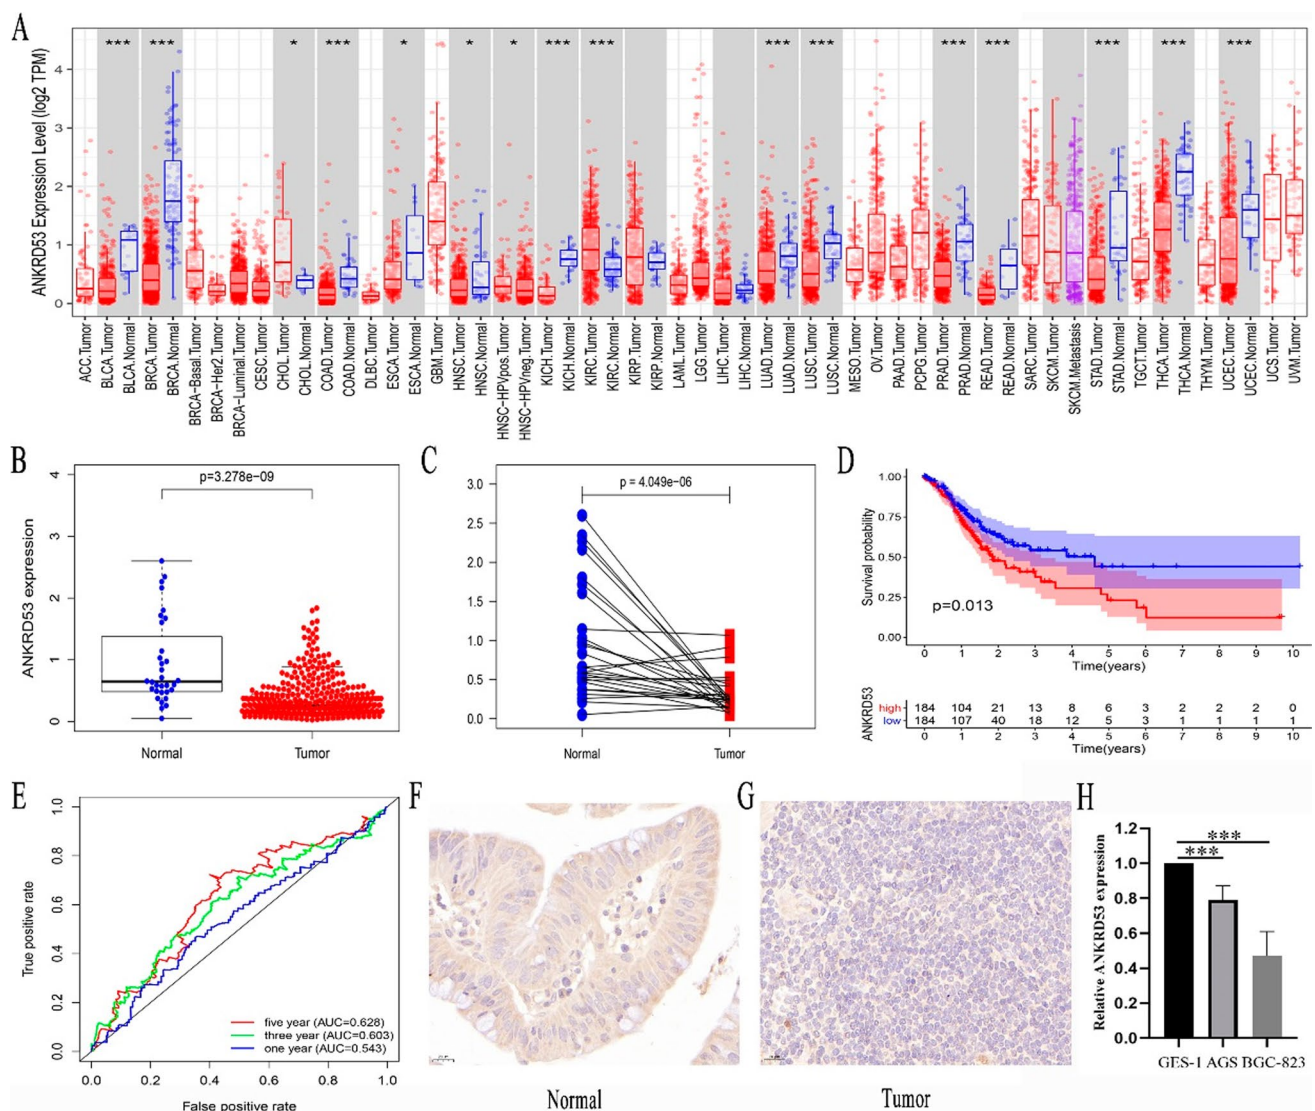 A
ANKRD53 Expression Level (log2 TPM)
4
3
2
1
0
*** *** * *** * * * *** *** *** *** *** *** *** *** ***
ACC.Tumor
BLCA.Tumor
BLCA.Normal
BRCA.Tumor
BRCA.Normal
BRCA-Basal.Tumor
BRCA-Her2.Tumor
BRCA-Luminal.Tumor
CESC.Tumor
CHOL.Tumor
CHOL.Normal
COAD.Tumor
COAD.Normal
DLBC.Tumor
ESCA.Tumor
ESCA.Normal
GBM.Tumor
HNSC.Tumor
HNSC.Normal
HNSC-HPVpos.Tumor
HNSC-HPVneg.Tumor
KICH.Tumor
KICH.Normal
KIRC.Tumor
KIRC.Normal
KIRP.Tumor
KIRP.Normal
LAML.Tumor
LGG.Tumor
LIHC.Tumor
LIHC.Normal
LUAD.Tumor
LUAD.Normal
LUSC.Tumor
LUSC.Normal
MESO.Tumor
OV.Tumor
PAAD.Tumor
PCPG.Tumor
PRAD.Tumor
PRAD.Normal
READ.Tumor
READ.Normal
SARC.Tumor
SKCM.Tumor
SKCM.Metastasis
STAD.Tumor
STAD.Normal
TGCT.Tumor
THCA.Tumor
THCA.Normal
THYM.Tumor
UCEC.Tumor
UCEC.Normal
UCS.Tumor
UVM.Tumor
B
ANKRD53 expression
4
3
2
1
0
p=3.278e-09
Normal Tumor
C
3.0
2.5
2.0
1.5
1.0
0.5
0.0
p = 4.049e-06
Normal Tumor
D
Survival probability
1.00
0.75
0.50
0.25
0.00
p=0.013
0 1 2 3 4 5 6 7 8 9 10
Time(years)
ANKRD53
high 184 104 21 13 8 6 3 2 2 2 0
low 184 107 40 18 12 5 3 1 1 1 1
0 1 2 3 4 5 6 7 8 9 10
Time(years)
E
True positive rate
1.0
0.8
0.6
0.4
0.2
0.0
five year (AUC=0.628)
three year (AUC=0.603)
one year (AUC=0.543)
0.0 0.2 0.4 0.6 0.8 1.0
False positive rate
F
Normal
G
Tumor
H
Relative ANKRD53 expression
1.2
1.0
0.8
0.6
0.4
0.2
0.0
***
***
GES-1 AGS BGC-823